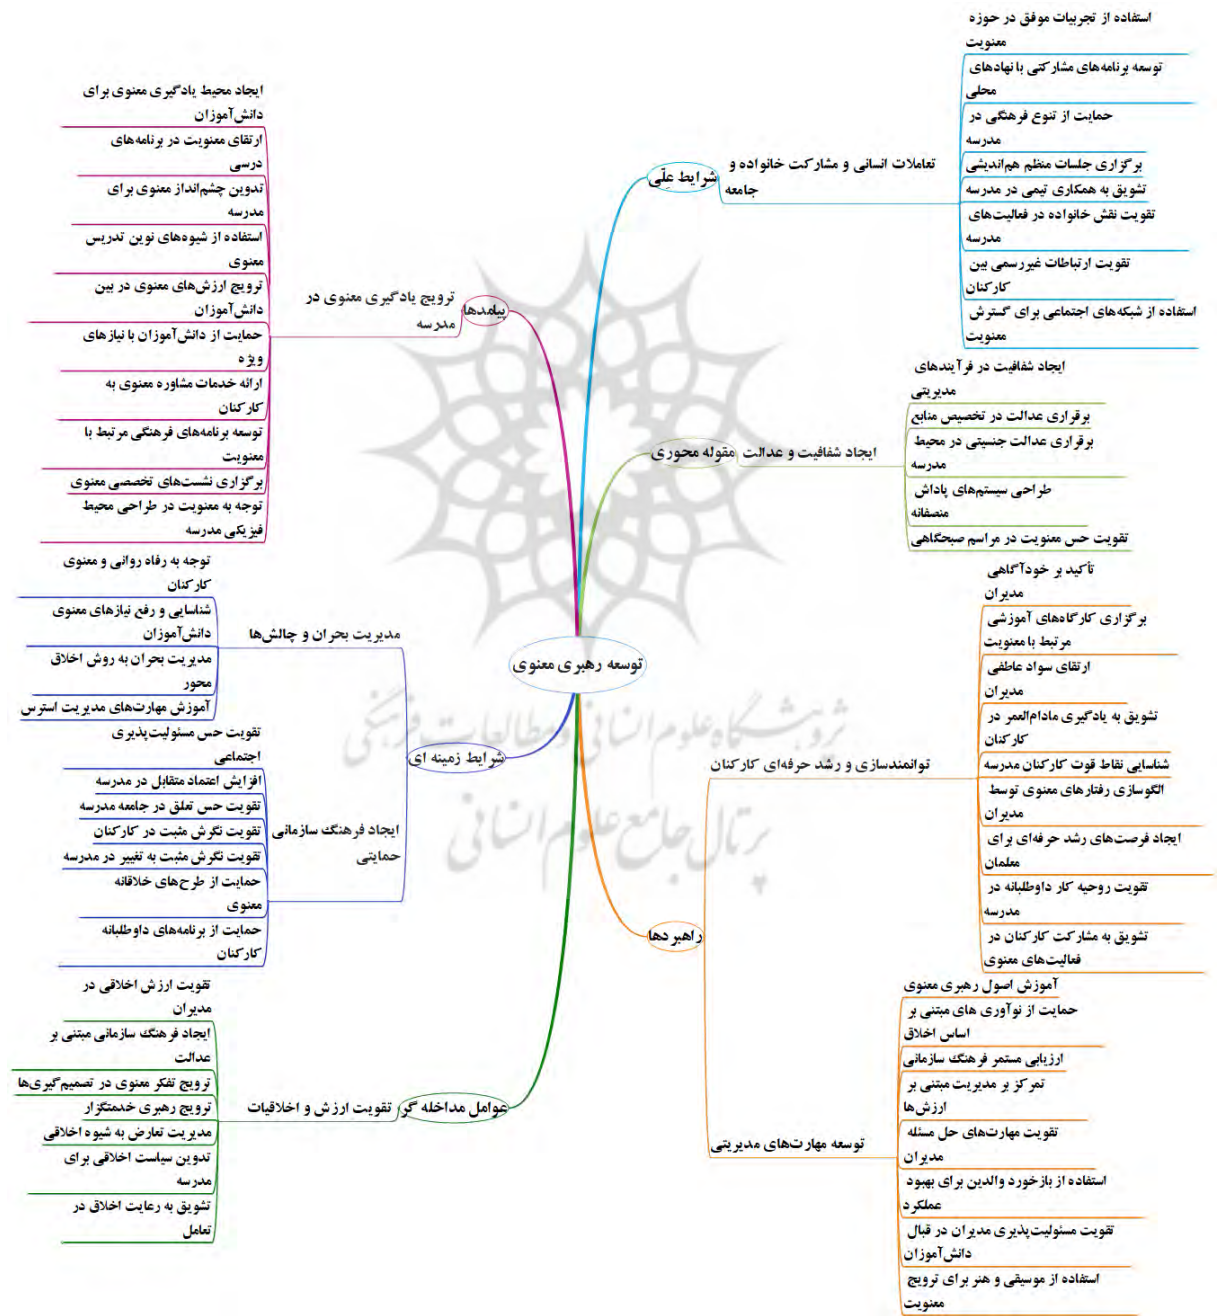 استفاده از تجربیات موفق در حوزه
معنویت
توسعه برنامه‌های مشارکتی با نهادهای
محلی
حمایت از تنوع فرهنگی در
مدرسه
برگزاری جلسات منظم هم‌اندیشی
تشویق به همکاری تیمی در مدرسه
تقویت نقش خانواده در فعالیت‌های
مدرسه
تقویت ارتباطات غیررسمی بین
کارکنان
استفاده از شبکه‌های اجتماعی برای گسترش
معنویت
تعاملات انسانی و مشارکت خانواده و
جامعه
شرایط علّی
ایجاد شفافیت در فرآیندهای
مدیریتی
برقراری عدالت در تخصیص منابع
برقراری عدالت جنسیتی در محیط
مدرسه
طراحی سیستم‌های پاداش
منصفانه
تقویت حس معنویت در مراسم صبحگاهی
ایجاد شفافیت و عدالت
مقوله محوری
تأکید بر خودآگاهی
مدیران
برگزاری کارگاه‌های آموزشی
مرتبط با معنویت
ارتقای سواد عاطفی
مدیران
تشویق به یادگیری مادام‌العمر در
کارکنان
شناسایی نقاط قوت کارکنان مدرسه
الگوسازی رفتارهای معنوی توسط
مدیران
ایجاد فرصت‌های رشد حرفه‌ای برای
معلمان
تقویت روحیه کار داوطلبانه در
مدرسه
تشویق به مشارکت کارکنان در
فعالیت‌های معنوی
توانمندسازی و رشد حرفه‌ای کارکنان
راهبردها
آموزش اصول رهبری معنوی
حمایت از نوآوری های مبتنی بر
اساس اخلاق
ارزیابی مستمر فرهنگ سازمانی
تمرکز بر مدیریت مبتنی بر
ارزش‌ها
تقویت مهارت‌های حل مسئله
مدیران
استفاده از بازخورد والدین برای بهبود
عملکرد
تقویت مسئولیت‌پذیری مدیران در قبال
دانش‌آموزان
استفاده از موسیقی و هنر برای ترویج
معنویت
توسعه مهارت‌های مدیریتی
توسعه رهبری معنوی
ایجاد محیط یادگیری معنوی برای
دانش‌آموزان
ارتقای معنویت در برنامه‌های
درسی
تدوین چشم‌انداز معنوی برای
مدرسه
استفاده از شیوه‌های نوین تدریس
معنوی
ترویج ارزش‌های معنوی در بین
دانش‌آموزان
حمایت از دانش‌آموزان با نیازهای
ویژه
ارائه خدمات مشاوره معنوی به
کارکنان
توسعه برنامه‌های فرهنگی مرتبط با
معنویت
برگزاری نشست‌های تخصصی معنوی
توجه به معنویت در طراحی محیط
فیزیکی مدرسه
ترویج یادگیری معنوی در
مدرسه
پیامدها
توجه به رفاه روانی و معنوی
کارکنان
شناسایی و رفع نیازهای معنوی
دانش‌آموزان
مدیریت بحران به روش اخلاق
محور
آموزش مهارت‌های مدیریت استرس
مدیریت بحران و چالش‌ها
شرایط زمینه ای
تقویت حس مسئولیت‌پذیری
اجتماعی
افزایش اعتماد متقابل در مدرسه
تقویت حس تعلق در جامعه مدرسه
تقویت نگرش مثبت در کارکنان
تقویت نگرش مثبت به تغییر در مدرسه
حمایت از طرح‌های خلاقانه
معنوی
حمایت از برنامه‌های داوطلبانه
کارکنان
ایجاد فرهنگ سازمانی
حمایتی
تقویت ارزش اخلاقی در
مدیران
ایجاد فرهنگ سازمانی مبتنی بر
عدالت
ترویج تفکر معنوی در تصمیم‌گیری‌ها
ترویج رهبری خدمتگزار
مدیریت تعارض به شیوه اخلاقی
تدوین سیاست اخلاقی برای
مدرسه
تشویق به رعایت اخلاق در
تعامل
تقویت ارزش و اخلاقیات
عوامل مداخله گر
پژوهشگاه علوم انسانی و مطالعات فرهنگی
پرتال جامع علوم انسانی